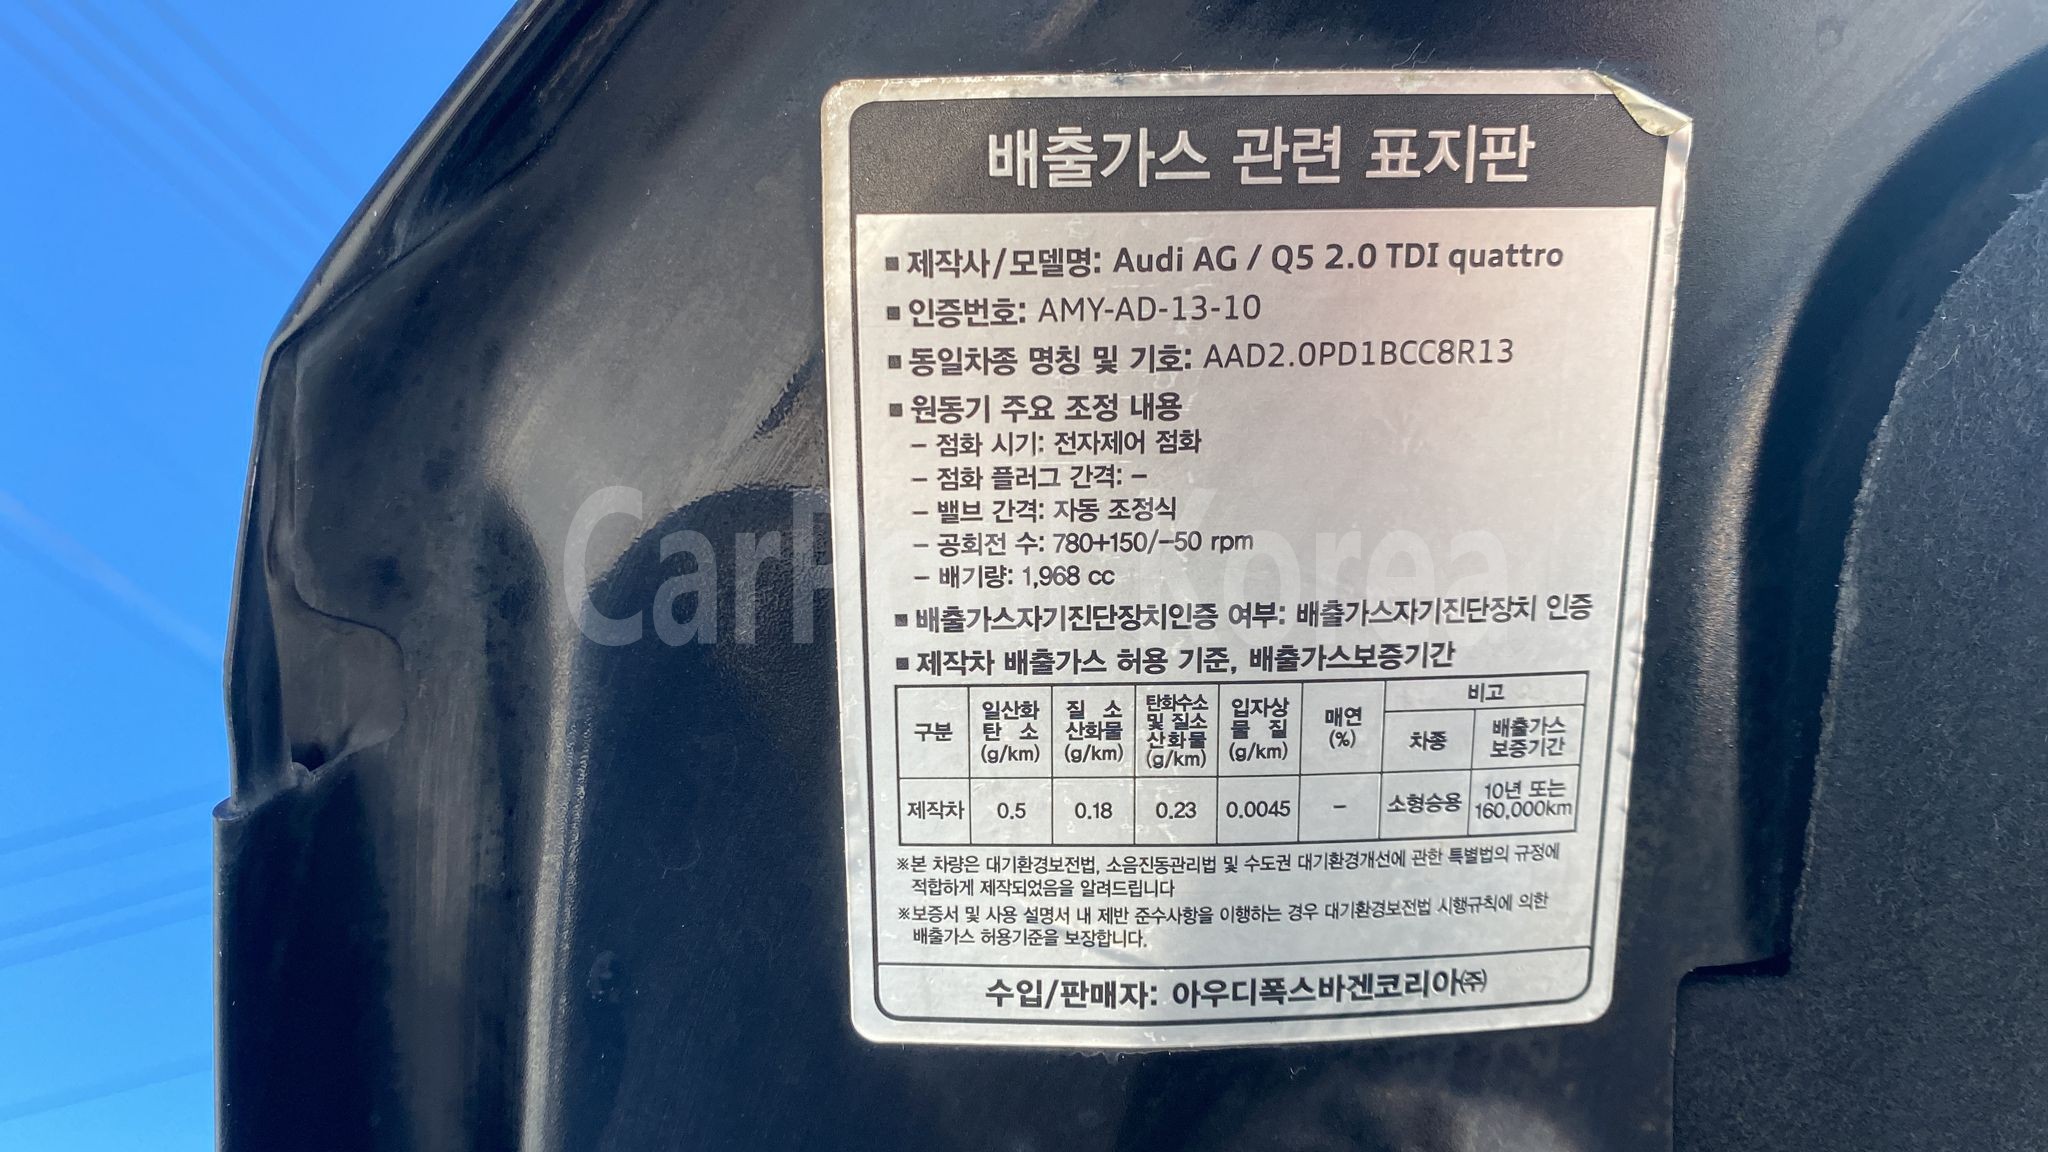 배출가스 관련 표지판
▪ 제작사/모델명: Audi AG / Q5 2.0 TDI quattro
▪ 인증번호: AMY-AD-13-10
▪ 동일차종 명칭 및 기호: AAD2.0PD1BCC8R13
▪ 원동기 주요 조정 내용
– 점화 시기: 전자제어 점화
– 점화 플러그 간격: –
– 밸브 간격: 자동 조정식
– 공회전 수: 780+150/-50 rpm
– 배기량: 1,968 cc
▪ 배출가스자기진단장치인증 여부: 배출가스자기진단장치 인증
▪ 제작차 배출가스 허용 기준, 배출가스보증기간
구분 일산화탄소 (g/km) 질소산화물 (g/km) 탄화수소 및 질소산화물 (g/km) 입자상물질 (g/km) 매연 (%) 비고
차종 배출가스 보증기간
제작차 0.5 0.18 0.23 0.0045 – 소형승용 10년 또는 160,000km
※본 차량은 대기환경보전법, 소음진동관리법 및 수도권 대기환경개선에 관한 특별법의 규정에
적합하게 제작되었음을 알려드립니다
※보증서 및 사용 설명서 내 제반 준수사항을 이행하는 경우 대기환경보전법 시행규칙에 의한
배출가스 허용기준을 보장합니다.
수입/판매자: 아우디폭스바겐코리아㈜
Korea